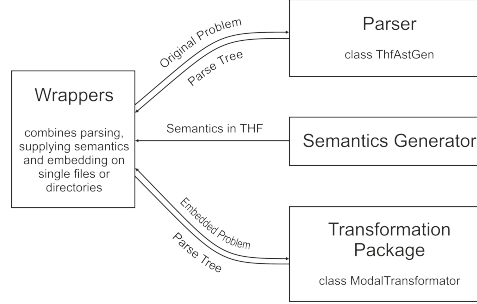 Wrappers
combines parsing,
supplying semantics
and embedding on
single files or
directories
Original Problem
Parse Tree
Semantics in THF
Embedded Problem
Parse Tree
Parser
class ThfAstGen
Semantics Generator
Transformation
Package
class ModalTransformator